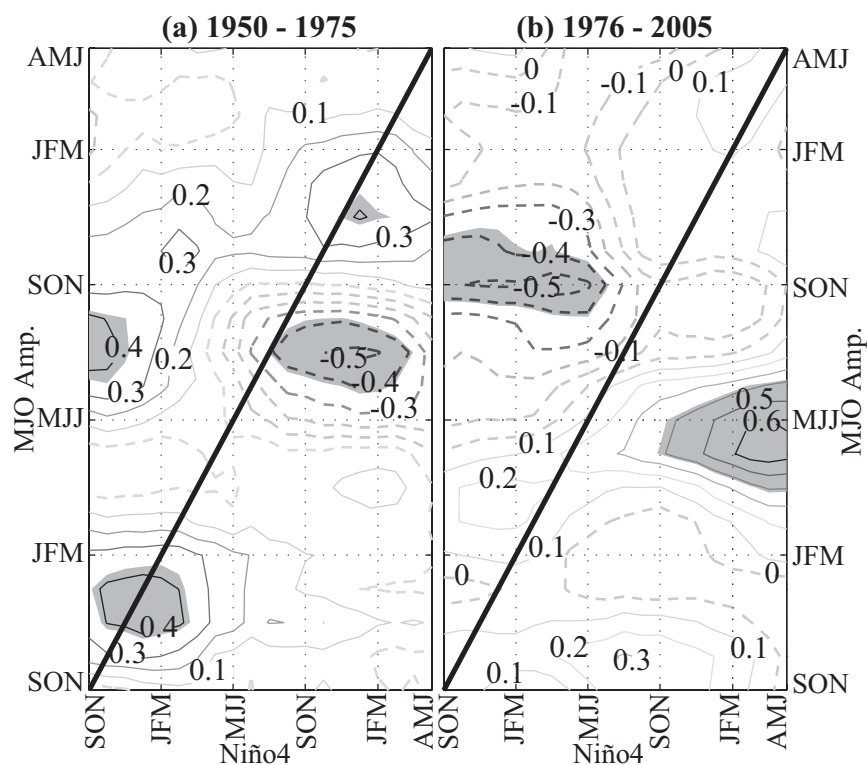 (a) 1950 - 1975 (b) 1976 - 2005
AMJ 0 -0.1 0 0.1 AMJ
0.1 -0.1
JFM JFM
0.2 -0.3
0.3 0.3 -0.4
SON -0.5 SON
0.4 0.2 -0.5 -0.1
0.3 -0.4 -0.3 0.5
MJJ 0.6 MJJ
0.1
0.2
JFM 0.1 JFM
0 0
0.4
0.3 0.1 0.2 0.3 0.1
SON 0.1 SON
MJO Amp.
MJO Amp.
SON JFM MJJ SON JFM AMJ SON JFM MJJ SON JFM AMJ
Niño4 Niño4